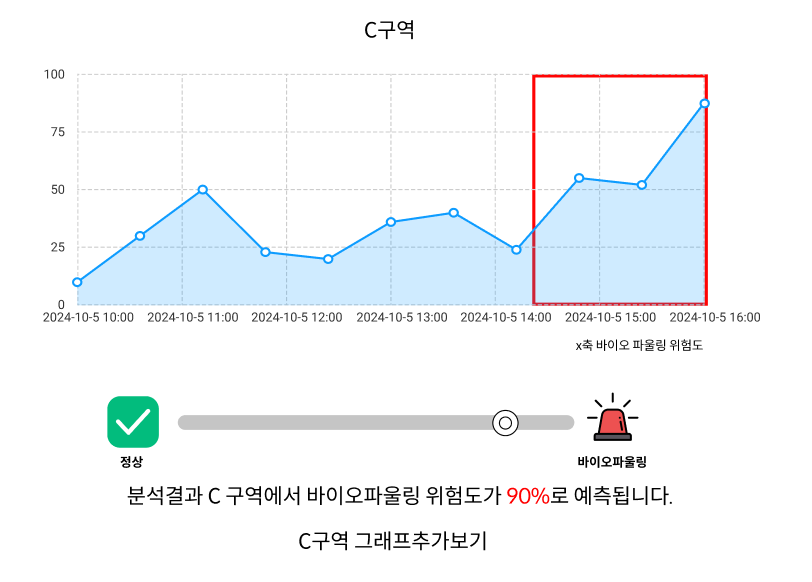 C구역
100
75
50
25
0
2024-10-5 10:00 2024-10-5 11:00 2024-10-5 12:00 2024-10-5 13:00 2024-10-5 14:00 2024-10-5 15:00 2024-10-5 16:00
x축 바이오 파울링 위험도
정상 바이오파울링
분석결과 C 구역에서 바이오파울링 위험도가 90%로 예측됩니다.
C구역 그래프추가보기